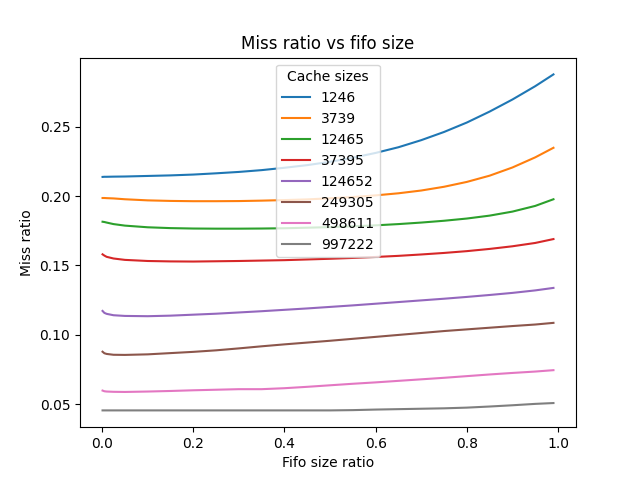 Miss ratio vs fifo size
Cache sizes
1246
3739
12465
37395
124652
249305
498611
997222
Miss ratio
0.25
0.20
0.15
0.10
0.05
0.0 0.2 0.4 0.6 0.8 1.0
Fifo size ratio